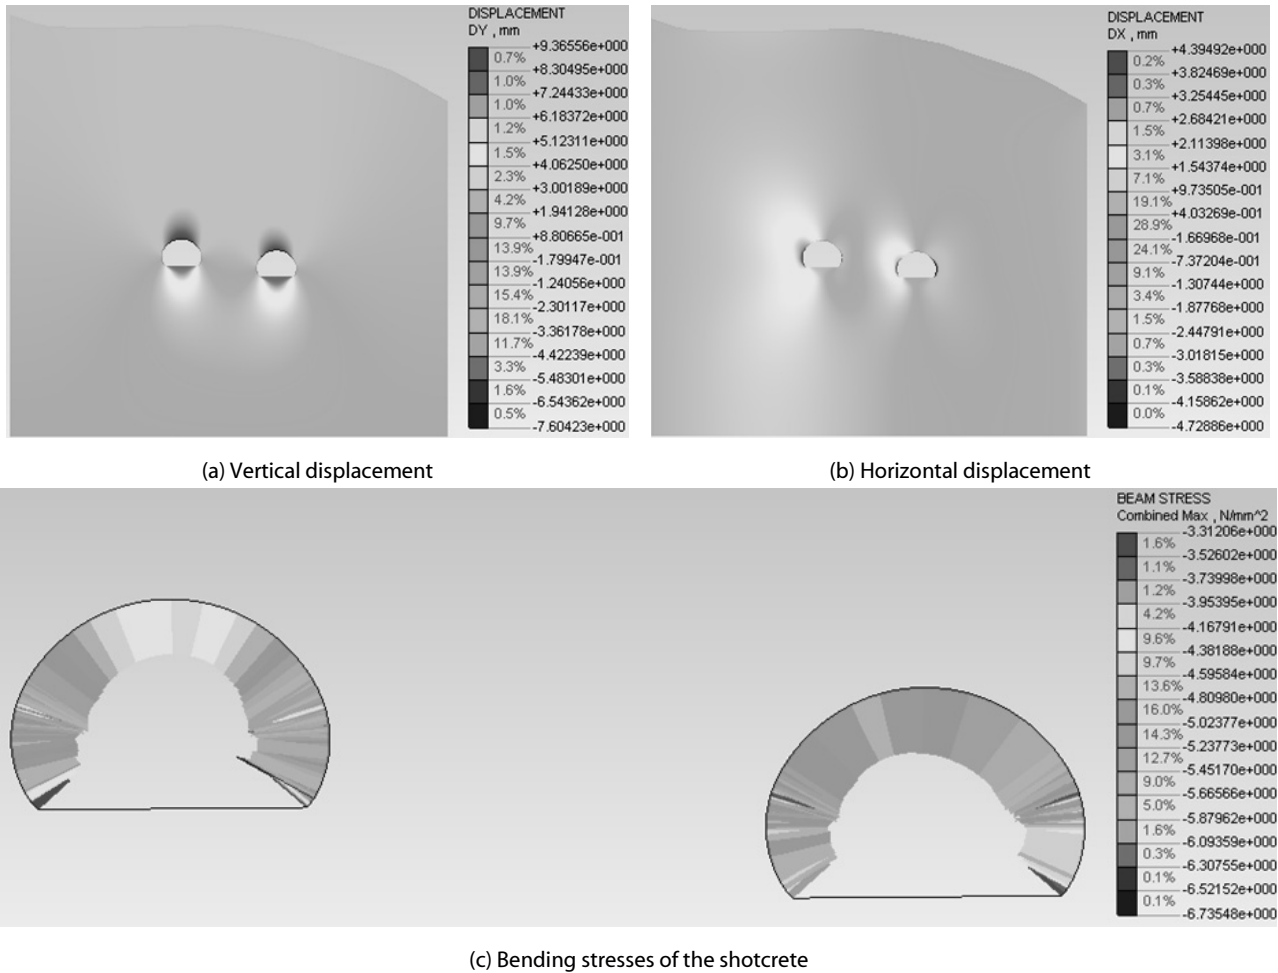 DISPLACEMENT
DY , mm
+9.36556e+000
0.7%
+8.30495e+000
1.0%
+7.24433e+000
1.0%
+6.18372e+000
1.2%
+5.12311e+000
1.5%
+4.06250e+000
2.3%
+3.00189e+000
4.2%
+1.94128e+000
9.7%
+8.80665e-001
13.9%
-1.79947e-001
13.9%
-1.24056e+000
15.4%
-2.30117e+000
18.1%
-3.36178e+000
11.7%
-4.42239e+000
3.3%
-5.48301e+000
1.6%
-6.54362e+000
0.5%
-7.60423e+000
DISPLACEMENT
DX , mm
+4.39492e+000
0.2%
+3.82469e+000
0.3%
+3.25445e+000
0.7%
+2.68421e+000
1.5%
+2.11398e+000
3.1%
+1.54374e+000
7.1%
+9.73505e-001
19.1%
+4.03269e-001
28.9%
-1.66968e-001
24.1%
-7.37204e-001
9.1%
-1.30744e+000
3.4%
-1.87768e+000
1.5%
-2.44791e+000
0.7%
-3.01815e+000
0.3%
-3.58838e+000
0.1%
-4.15862e+000
0.0%
-4.72886e+000
(a) Vertical displacement
(b) Horizontal displacement
BEAM STRESS
Combined Max , N/mm^2
-3.31206e+000
1.6%
-3.52602e+000
1.1%
-3.73998e+000
1.2%
-3.95395e+000
4.2%
-4.16791e+000
9.6%
-4.38188e+000
9.7%
-4.59584e+000
13.6%
-4.80980e+000
16.0%
-5.02377e+000
14.3%
-5.23773e+000
12.7%
-5.45170e+000
9.0%
-5.66566e+000
5.0%
-5.87962e+000
1.6%
-6.09359e+000
0.3%
-6.30755e+000
0.1%
-6.52152e+000
0.1%
-6.73548e+000
(c) Bending stresses of the shotcrete